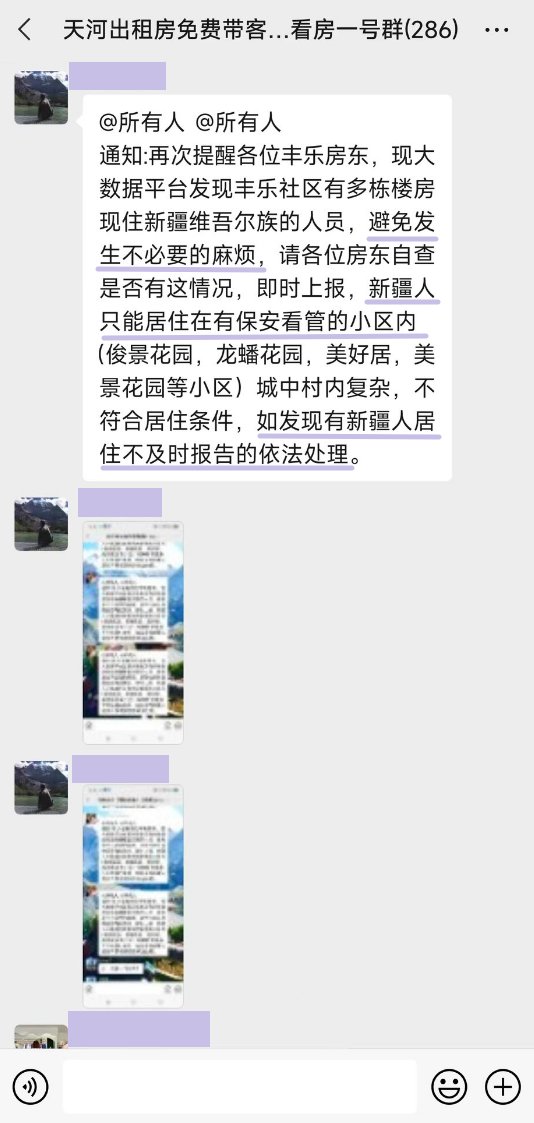 天河出租房免费带客...看房一号群(286)
@所有人 @所有人
通知:再次提醒各位丰乐房东，现大
数据平台发现丰乐社区有多栋楼房
现住新疆维吾尔族的人员，避免发
生不必要的麻烦，请各位房东自查
是否有这情况，即时上报，新疆人
只能居住在有保安看管的小区内
(俊景花园，龙蟠花园，美好居，美
景花园等小区）城中村内复杂，不
符合居住条件，如发现有新疆人居
住不及时报告的依法处理。